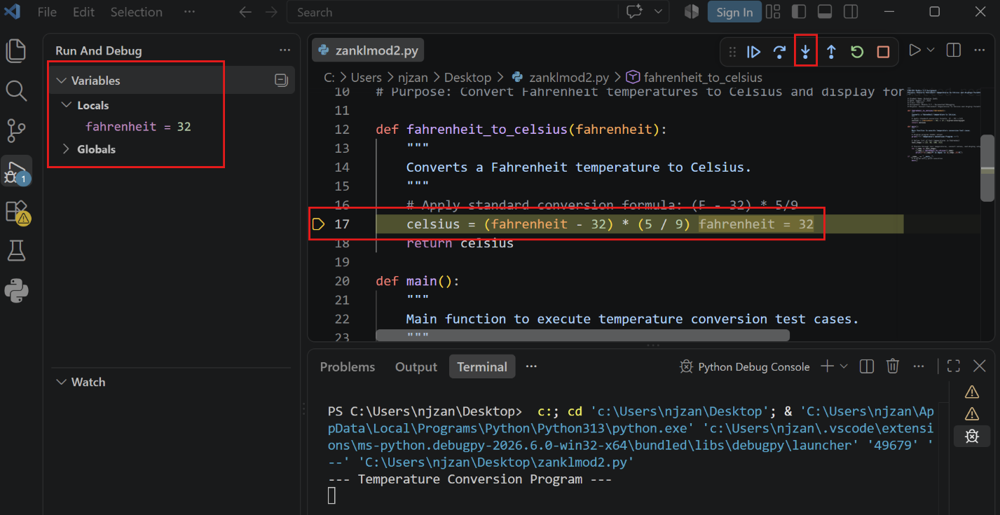 File Edit Selection ··· Search Sign In
Run And Debug ···
Variables
Locals
fahrenheit = 32
Globals
Watch
1
zanklmod2.py
C: > Users > njzan > Desktop > zanklmod2.py > fahrenheit_to_celsius
10 # Purpose: Convert Fahrenheit temperatures to Celsius and display for
11
12 def fahrenheit_to_celsius(fahrenheit):
13 """
14 Converts a Fahrenheit temperature to Celsius.
15 """
16 # Apply standard conversion formula: (F - 32) * 5/9
17 celsius = (fahrenheit - 32) * (5 / 9) fahrenheit = 32
18 return celsius
19
20 def main():
21 """
22 Main function to execute temperature conversion test cases.
23 """
Problems Output Terminal ··· Python Debug Console
PS C:\Users\njzan\Desktop> c:; cd 'c:\Users\njzan\Desktop'; & 'C:\Users\njzan\Ap
pData\Local\Programs\Python\Python313\python.exe' 'c:\Users\njzan\.vscode\extensi
ons\ms-python.debugpy-2026.6.0-win32-x64\bundled\libs\debugpy\launcher' '49679' '
--' 'C:\Users\njzan\Desktop\zanklmod2.py'
--- Temperature Conversion Program ---